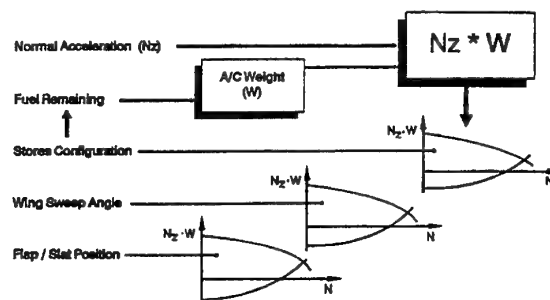 Normal Acceleration (Nz)
Nz * W
A/C Weight
(W)
Fuel Remaining
Stores Configuration
Nz·W
N
Wing Sweep Angle
Nz·W
N
Flap / Slat Position
Nz·W
N